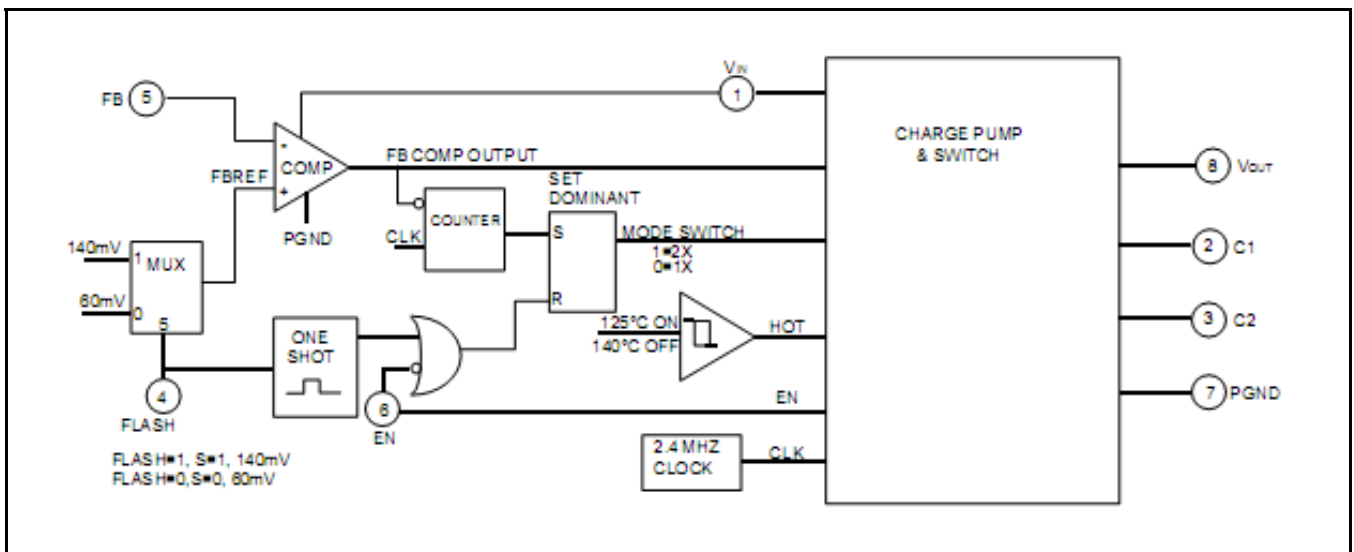 FB
5
VIN
1
CHARGE PUMP
& SWITCH
-
COMP
+
FB COMP OUTPUT
FBREF
PGND
COUNTER
CLK
SET
DOMINANT
S
R
MODE SWITCH
1=2X
0=1X
8
VOUT
2
C1
3
C2
7
PGND
140mV
1
MUX
60mV
0
S
ONE
SHOT
125°C ON
140°C OFF
HOT
4
FLASH
6
EN
EN
2.4 MHZ
CLOCK
CLK
FLASH=1, S=1, 140mV
FLASH=0,S=0, 60mV